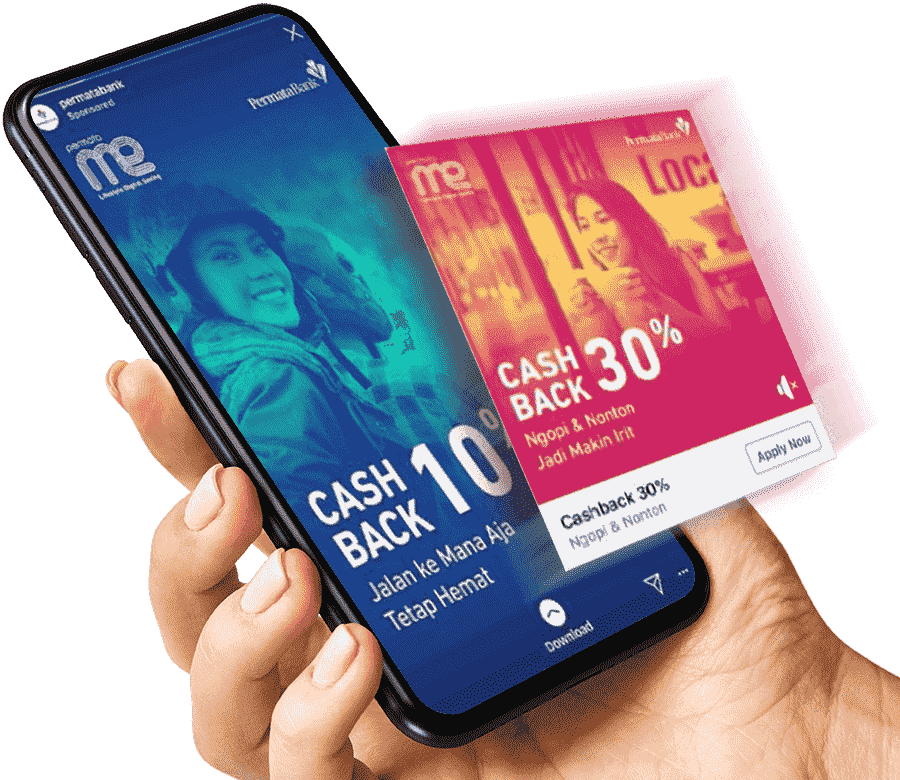 permatabank
Sponsored
PermataBank
permata
me
Lifestyle Digital Saving
CASH
BACK 10%
Jalan ke Mana Aja
Tetap Hemat
Download
permata
me
PermataBank
LOCA
CASH
BACK 30%
Ngopi & Nonton
Jadi Makin Irit
Cashback 30%
Ngopi & Nonton
Apply Now